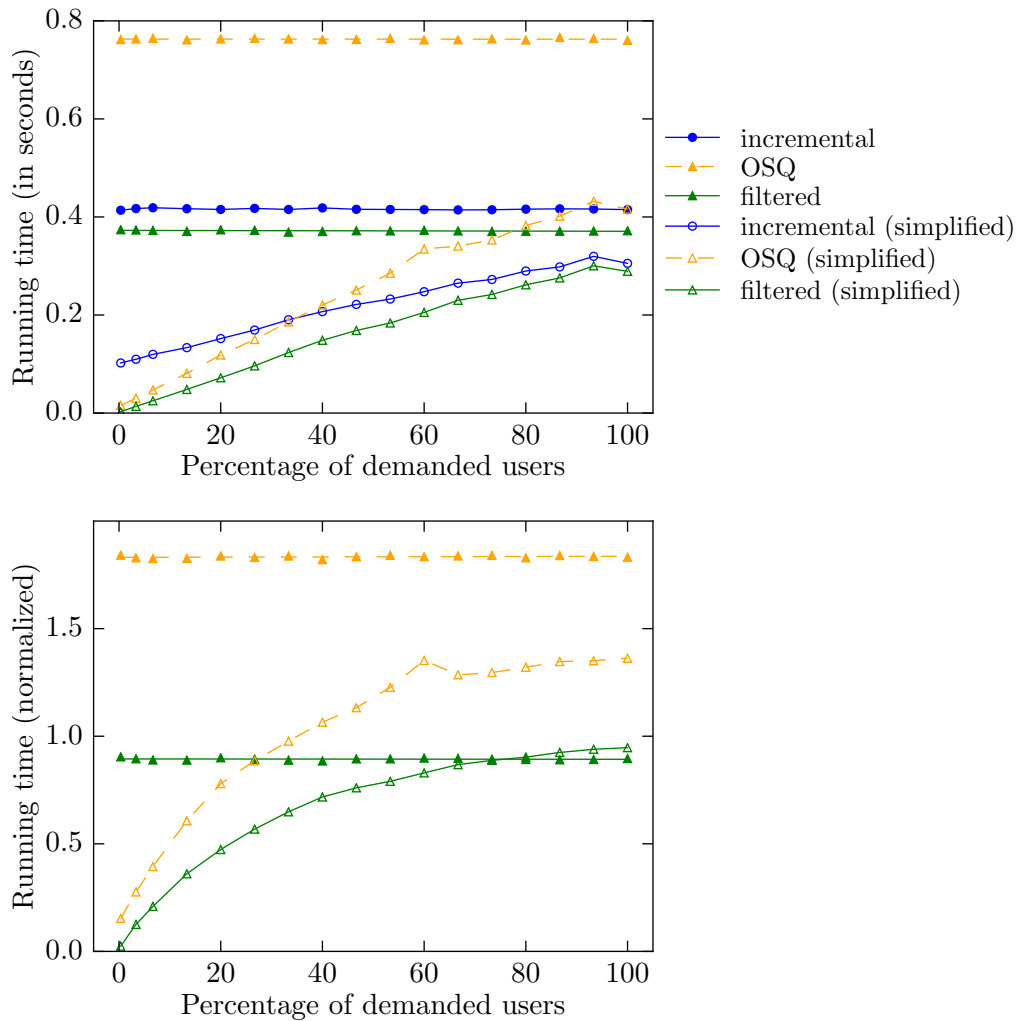 0.8
0.6
0.4
0.2
0.0
Running time (in seconds)
0 20 40 60 80 100
Percentage of demanded users
incremental
OSQ
filtered
incremental (simplified)
OSQ (simplified)
filtered (simplified)
1.5
1.0
0.5
0.0
Running time (normalized)
0 20 40 60 80 100
Percentage of demanded users